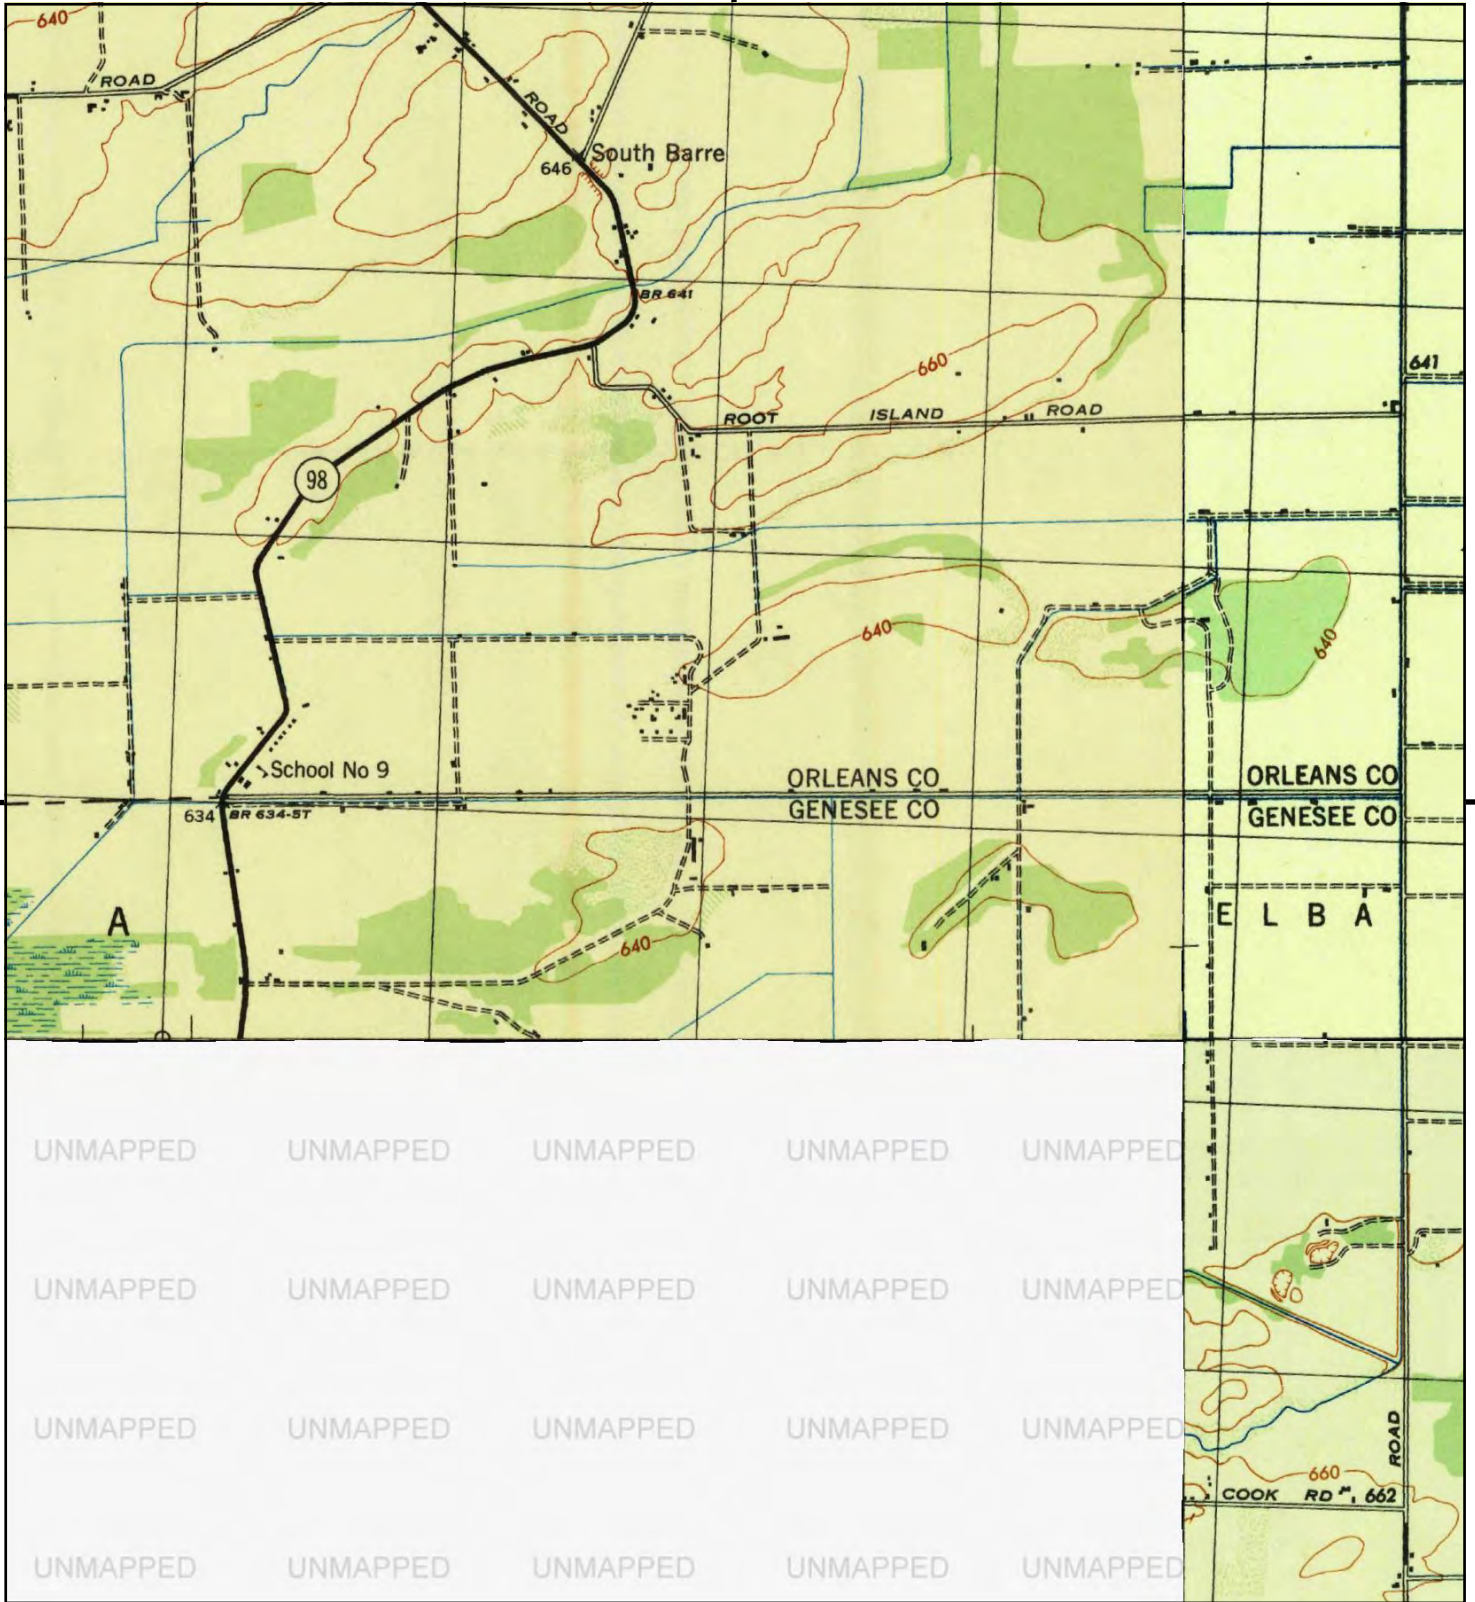 640
ROAD
ROAD
South Barre
646
BR 641
660
641
ROOT ISLAND ROAD
98
640
640
School No 9
ORLEANS CO
ORLEANS CO
634
BR 634-ST
GENESEE CO
GENESEE CO
A
ELBA
640
UNMAPPED UNMAPPED UNMAPPED UNMAPPED UNMAPPED
UNMAPPED UNMAPPED UNMAPPED UNMAPPED UNMAPPED
UNMAPPED UNMAPPED UNMAPPED UNMAPPED UNMAPPED
ROAD
660
COOK RD
662
UNMAPPED UNMAPPED UNMAPPED UNMAPPED UNMAPPED